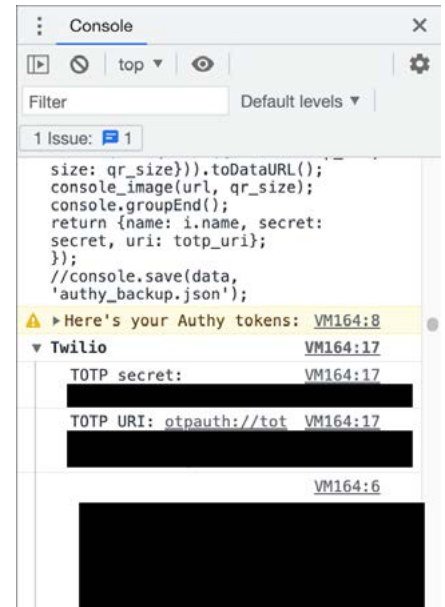 Console
top
Filter
Default levels
1 Issue: 1
size: qr_size})).toDataURL();
console_image(url, qr_size);
console.groupEnd();
return {name: i.name, secret:
secret, uri: totp_uri};
});
//console.save(data,
'authy_backup.json');
Here's your Authy tokens: VM164:8
Twilio VM164:17
TOTP secret: VM164:17
TOTP URI: otpauth://tot VM164:17
VM164:6